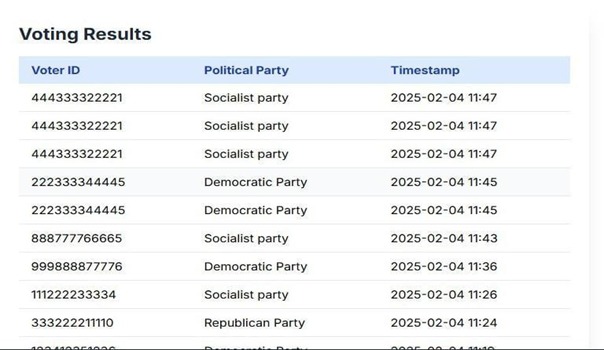 Voting Results
Voter ID Political Party Timestamp
444333322221 Socialist party 2025-02-04 11:47
444333322221 Socialist party 2025-02-04 11:47
444333322221 Socialist party 2025-02-04 11:47
222333344445 Democratic Party 2025-02-04 11:45
222333344445 Democratic Party 2025-02-04 11:45
888777766665 Socialist party 2025-02-04 11:43
999888877776 Democratic Party 2025-02-04 11:36
111222233334 Socialist party 2025-02-04 11:26
333222211110 Republican Party 2025-02-04 11:24
Democratic Party